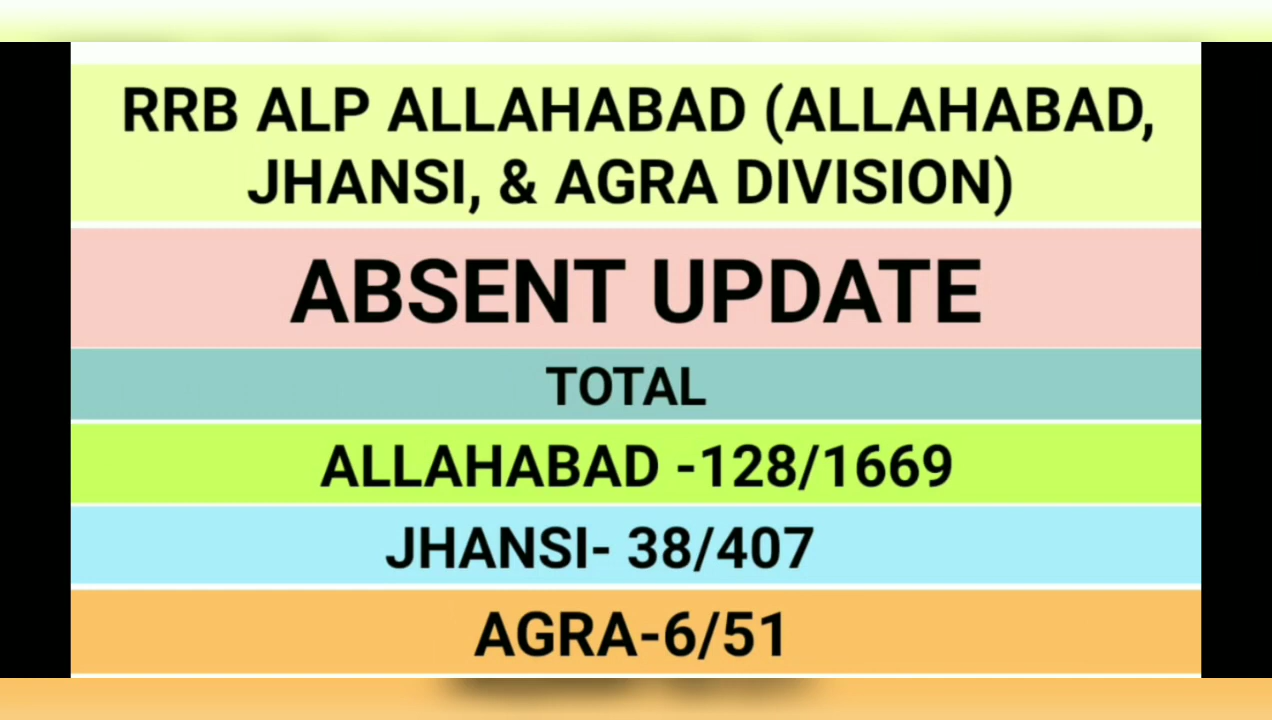 RRB ALP ALLAHABAD (ALLAHABAD,
JHANSI, & AGRA DIVISION)
ABSENT UPDATE
TOTAL
ALLAHABAD -128/1669
JHANSI- 38/407
AGRA-6/51